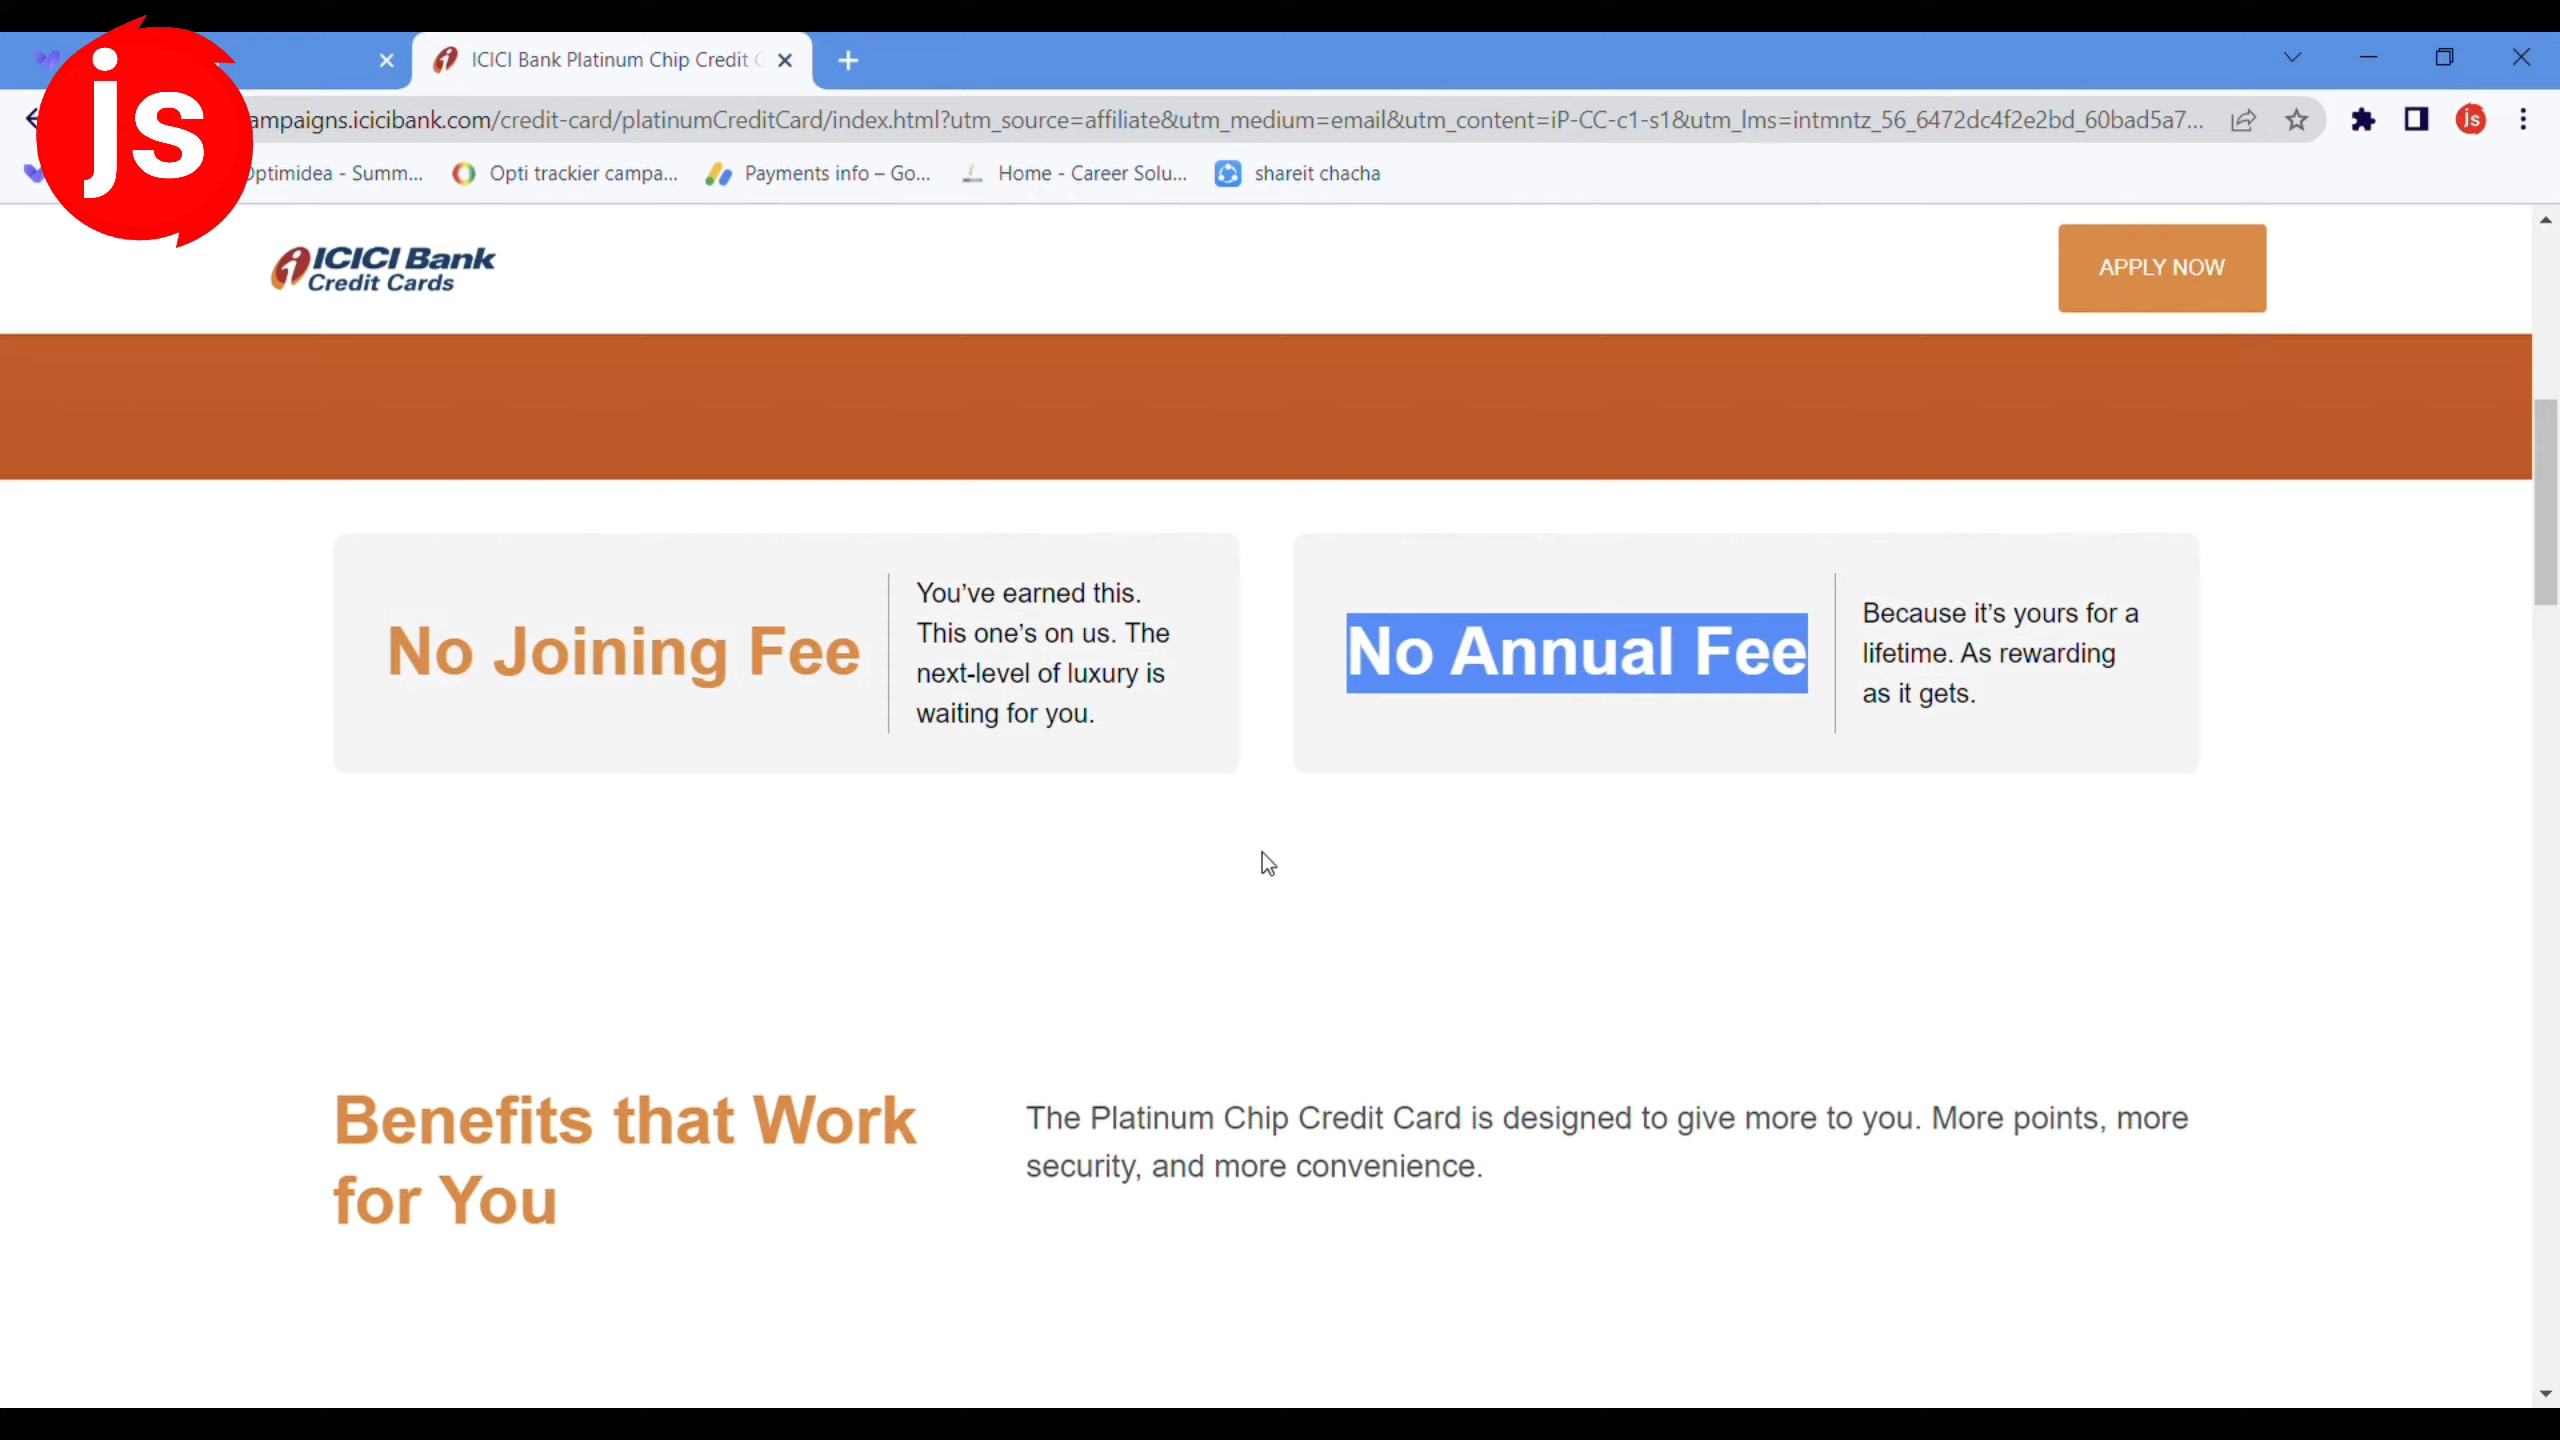 js
ICICI Bank Platinum Chip Credit C
ampaigns.icicibank.com/credit-card/platinumCreditCard/index.html?utm_source=affiliate&utm_medium=email&utm_content=iP-CC-c1-s1&utm_lms=intmntz_56_6472dc4f2e2bd_60bad5a7...
js
Optimidea - Summ...
Opti trackier campa...
Payments info – Go...
Home - Career Solu...
shareit chacha
ICICI Bank
Credit Cards
APPLY NOW
No Joining Fee
You’ve earned this.
This one’s on us. The
next-level of luxury is
waiting for you.
No Annual Fee
Because it’s yours for a
lifetime. As rewarding
as it gets.
Benefits that Work
for You
The Platinum Chip Credit Card is designed to give more to you. More points, more
security, and more convenience.